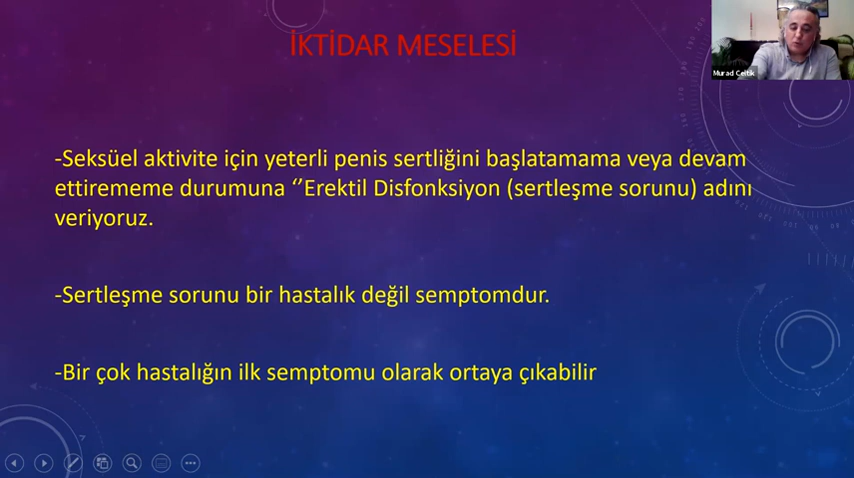 İKTİDAR MESELESİ
Murad Çeltik
-Seksüel aktivite için yeterli penis sertliğini başlatamama veya devam
ettirememe durumuna ‘’Erektil Disfonksiyon (sertleşme sorunu) adını
veriyoruz.
-Sertleşme sorunu bir hastalık değil semptomdur.
-Bir çok hastalığın ilk semptomu olarak ortaya çıkabilir